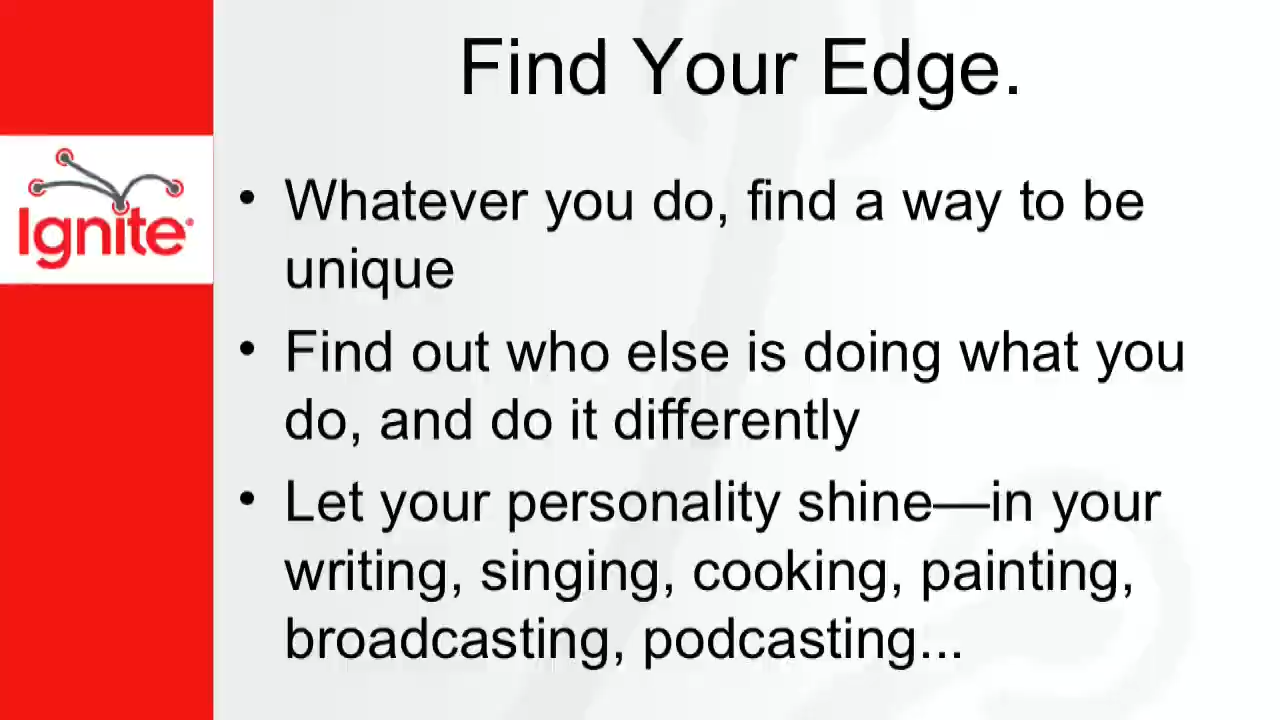 Find Your Edge.
Ignite®
• Whatever you do, find a way to be
unique
• Find out who else is doing what you
do, and do it differently
• Let your personality shine—in your
writing, singing, cooking, painting,
broadcasting, podcasting...